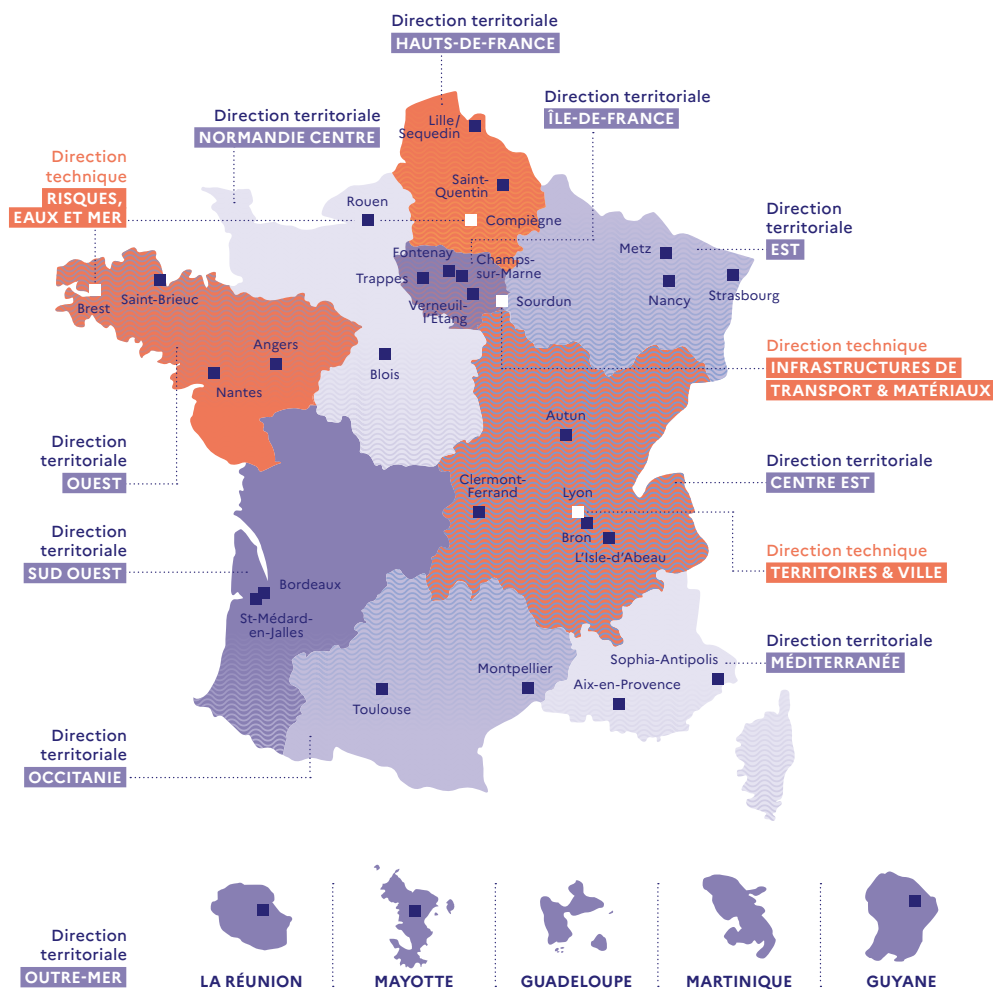 Direction territoriale
HAUTS-DE-FRANCE
Direction territoriale
ÎLE-DE-FRANCE
Direction territoriale
NORMANDIE CENTRE
Direction
technique
RISQUES,
EAUX ET MER
Lille/
Sequedin
Saint-
Quentin
Compiègne
Rouen
Fontenay
Champs-
sur-Marne
Trappes
Verneuil-
l'Étang
Sourdun
Metz
Nancy
Strasbourg
Direction
territoriale
EST
Brest
Saint-Brieuc
Angers
Nantes
Blois
Direction technique
INFRASTRUCTURES DE
TRANSPORT & MATÉRIAUX
Autun
Direction
territoriale
OUEST
Clermont-
Ferrand
Lyon
Bron
L'Isle-d'Abeau
Direction territoriale
CENTRE EST
Direction
territoriale
SUD OUEST
Bordeaux
St-Médard-
en-Jalles
Direction technique
TERRITOIRES & VILLE
Direction territoriale
MÉDITERRANÉE
Sophia-Antipolis
Aix-en-Provence
Montpellier
Toulouse
Direction
territoriale
OCCITANIE
Direction
territoriale
OUTRE-MER
LA RÉUNION
MAYOTTE
GUADELOUPE
MARTINIQUE
GUYANE